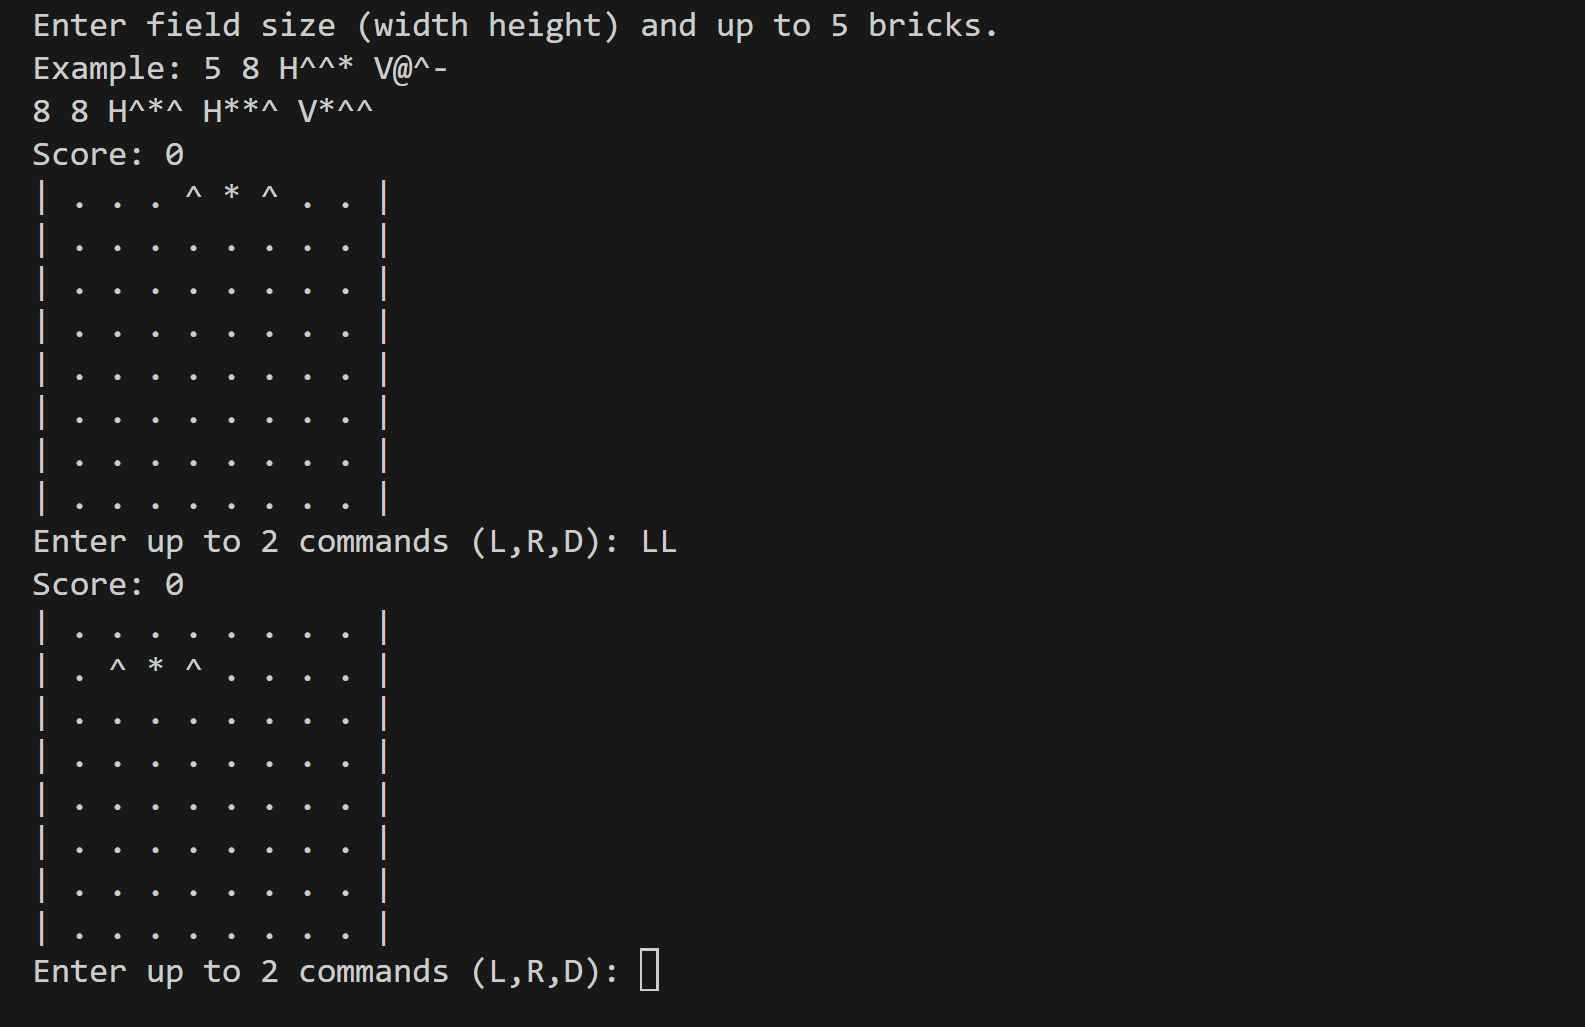 Enter field size (width height) and up to 5 bricks.
Example: 5 8 H^^* V@^-
8 8 H^*^ H**^ V*^^
Score: 0
| . . . ^ * ^ . . |
| . . . . . . . . |
| . . . . . . . . |
| . . . . . . . . |
| . . . . . . . . |
| . . . . . . . . |
| . . . . . . . . |
| . . . . . . . . |
Enter up to 2 commands (L,R,D): LL
Score: 0
| . . . . . . . . |
| . ^ * ^ . . . . |
| . . . . . . . . |
| . . . . . . . . |
| . . . . . . . . |
| . . . . . . . . |
| . . . . . . . . |
| . . . . . . . . |
Enter up to 2 commands (L,R,D):